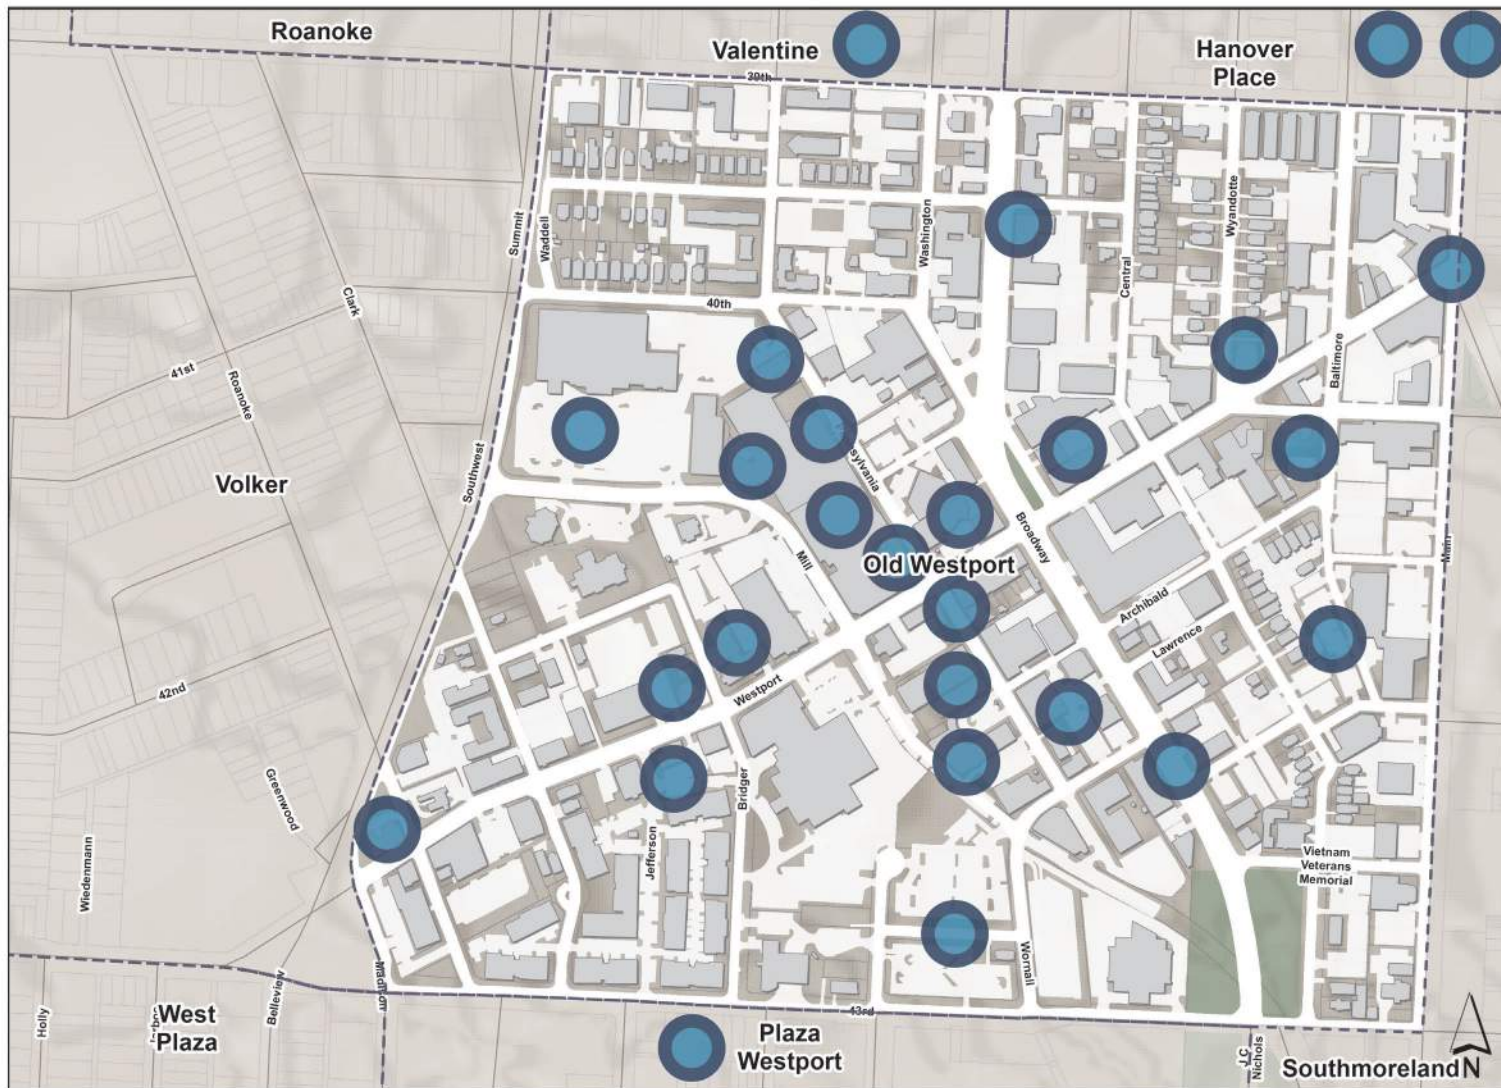 Roanoke
Valentine
Hanover
Place
39th
Summit
Waddell
Washington
Wyandotte
Central
Clark
40th
Baltimore
41st
Roanoke
Volker
Southwest
sylvania
Broadway
Main
Mill
Old Westport
Archibald
Lawrence
42nd
Westport
Greenwood
Bridger
Jefferson
Wiedenmann
Vietnam
Veterans
Memorial
Wornall
Madison
Belleview
Holly
West
Plaza
43rd
Plaza
Westport
J C
Nichols
Southmoreland
N